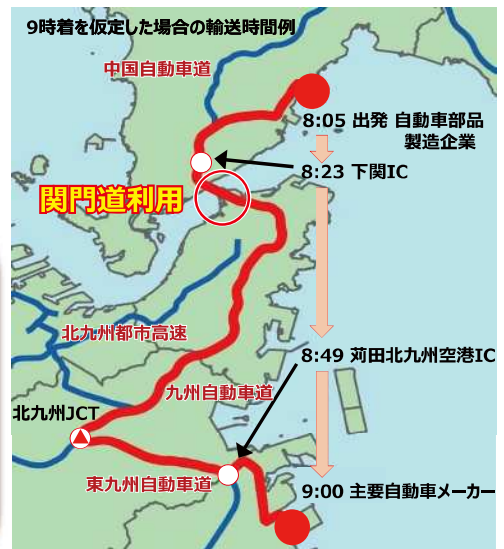 9時着を仮定した場合の輸送時間例
中国自動車道
8:05 出発 自動車部品
製造企業
8:23 下関IC
関門道利用
北九州都市高速
8:49 苅田北九州空港IC
九州自動車道
北九州JCT
東九州自動車道
9:00 主要自動車メーカー